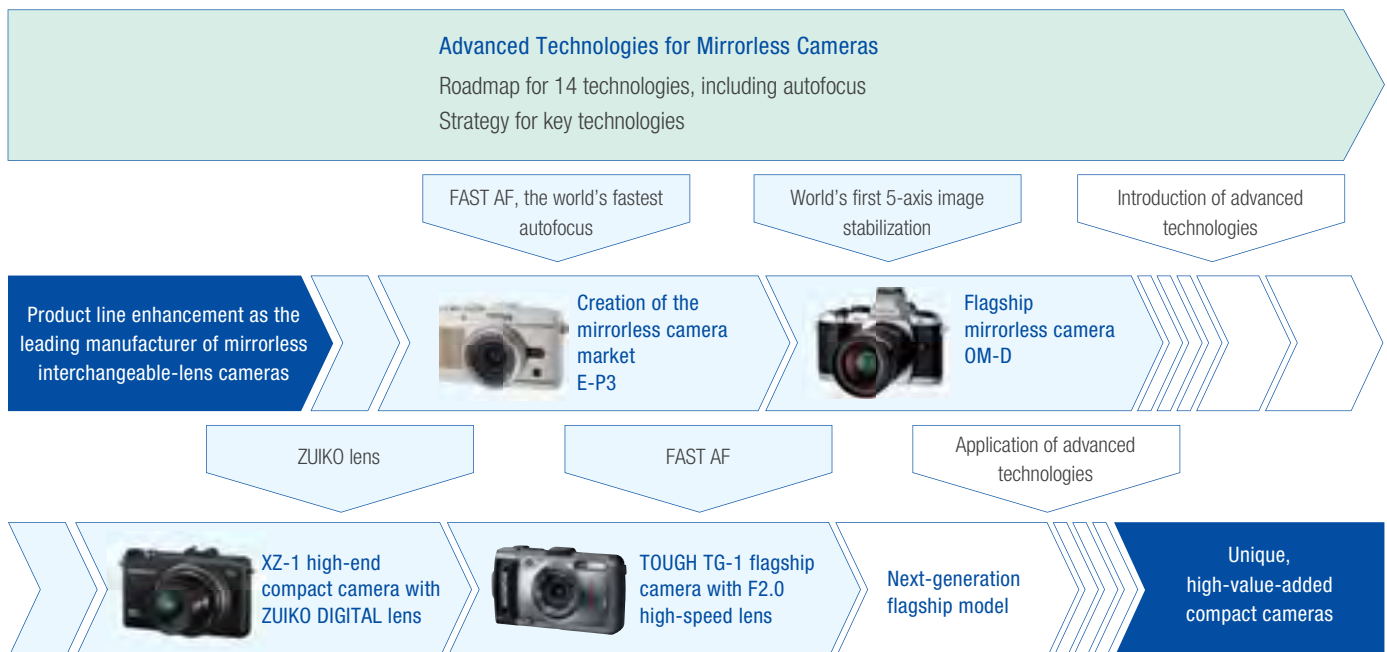 Advanced Technologies for Mirrorless Cameras
Roadmap for 14 technologies, including autofocus
Strategy for key technologies
FAST AF, the world's fastest
autofocus
World's first 5-axis image
stabilization
Introduction of advanced
technologies
Product line enhancement as the
leading manufacturer of mirrorless
interchangeable-lens cameras
Creation of the
mirrorless camera
market
E-P3
Flagship
mirrorless camera
OM-D
ZUIKO lens
FAST AF
Application of advanced
technologies
XZ-1 high-end
compact camera with
ZUIKO DIGITAL lens
TOUGH TG-1 flagship
camera with F2.0
high-speed lens
Next-generation
flagship model
Unique,
high-value-added
compact cameras